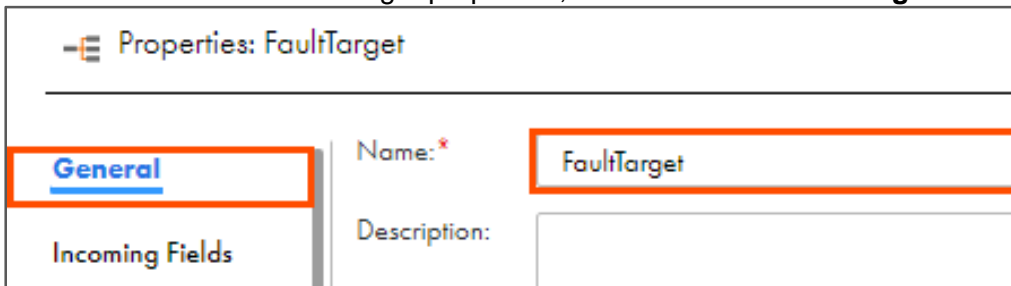 Properties: FaultTarget
General
Name:*
FaultTarget
Incoming Fields
Description: